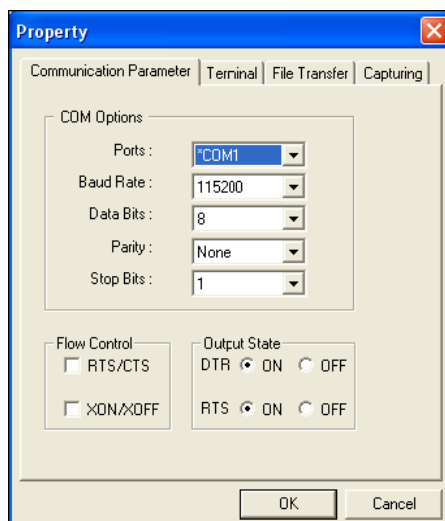 Property
Communication Parameter Terninal File Transfer Capturing
COM Options
Ports :
*COM1
Baud Rate :
115200
Data Bits :
8
Parity :
None
Stop Bits :
1
Flow Control
RTS/CTS
XON/XOFF
Output State
DTR ON OFF
RTS ON OFF
OK Cancel